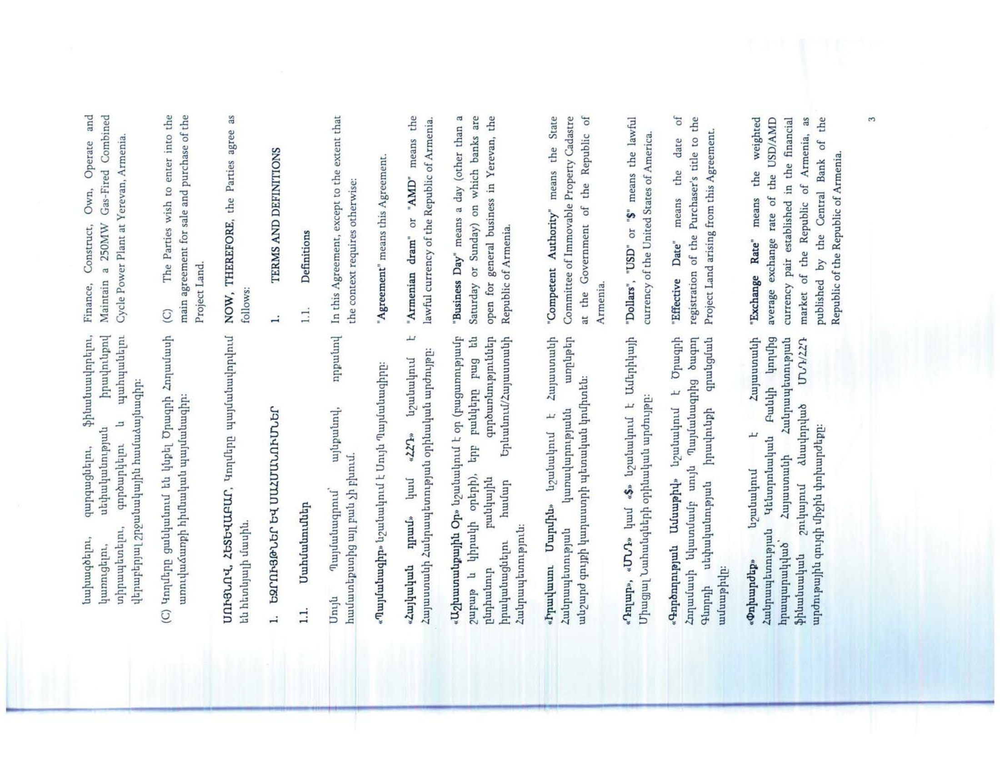 նախագծելու, զարգացնելու, ֆինանսավորելու,
կառուցելու, սեփականության իրավունքով
տիրապետելու, գործարկելու և պահպանելու
վերաբերյալ շրջանակային համաձայնագիր:
(C) Կողմերը ցանկանում են կնքել Ծրագրի Հողամասի
առուվաճառքի հիմնական պայմանագիր:
ՍՈՒՅՆՈՎ, ՀԵՏԵՎԱԲԱՐ, Կողմերը պայմանավորվում
են հետևյալի մասին.
1. ԵԶՐՈՒՅԹՆԵՐ ԵՎ ՍԱՀՄԱՆՈՒՄՆԵՐ
1.1. Սահմանումներ
Սույն Պայմանագրում՝ այնքանով, որքանով
համատեքստից այլ բան չի բխում.
«Պայմանագիր» նշանակում է Սույն Պայմանագիրը:
«Հայկական դրամ» կամ «ՀՀԴ» նշանակում է
Հայաստանի Հանրապետության օրինական արժույթը:
«Աշխատանքային Օր» նշանակում է օր (բացառությամբ
շաբաթ և կիրակի օրերի), երբ բանկերը բաց են
ընդհանուր բանկային գործառնություններ
իրականացնելու համար Երևանում/Հայաստանի
Հանրապետություն:
«Իրավասու Մարմին» նշանակում է Հայաստանի
Հանրապետության կառավարությանն առընթեր
անշարժ գույքի կադաստրի պետական կոմիտեն:
«Դոլար», «ՄՆԴ» կամ «$» նշանակում է Ամերիկայի
Միացյալ Նահանգների օրինական արժույթը:
«Գործողության Ամսաթիվ» նշանակում է Ծրագրի
Հողամասի նկատմամբ սույն Պայմանագրից ծագող
Գնորդի սեփականության իրավունքի գրանցման
ամսաթիվը:
«Փոխարժեք» նշանակում է Հայաստանի
Հանրապետության Կենտրոնական Բանկի կողմից
հրապարակված՝ Հայաստանի Հանրապետության
ֆինանսական շուկայում ձևավորված ՄՆԴ/ՀՀԴ
արժութային զույգի միջին փոխարժեքը:
Finance, Construct, Own, Operate and
Maintain a 250MW Gas-Fired Combined
Cycle Power Plant at Yerevan, Armenia.
(C) The Parties wish to enter into the
main agreement for sale and purchase of the
Project Land.
NOW, THEREFORE, the Parties agree as
follows:
1. TERMS AND DEFINITIONS
1.1. Definitions
In this Agreement, except to the extent that
the context requires otherwise:
"Agreement" means this Agreement.
"Armenian dram" or "AMD" means the
lawful currency of the Republic of Armenia.
"Business Day" means a day (other than a
Saturday or Sunday) on which banks are
open for general business in Yerevan, the
Republic of Armenia.
"Competent Authority" means the State
Committee of Immovable Property Cadastre
at the Government of the Republic of
Armenia.
"Dollars", "USD" or "$" means the lawful
currency of the United States of America.
"Effective Date" means the date of
registration of the Purchaser's title to the
Project Land arising from this Agreement.
"Exchange Rate" means the weighted
average exchange rate of the USD/AMD
currency pair established in the financial
market of the Republic of Armenia, as
published by the Central Bank of the
Republic of the Republic of Armenia.
3